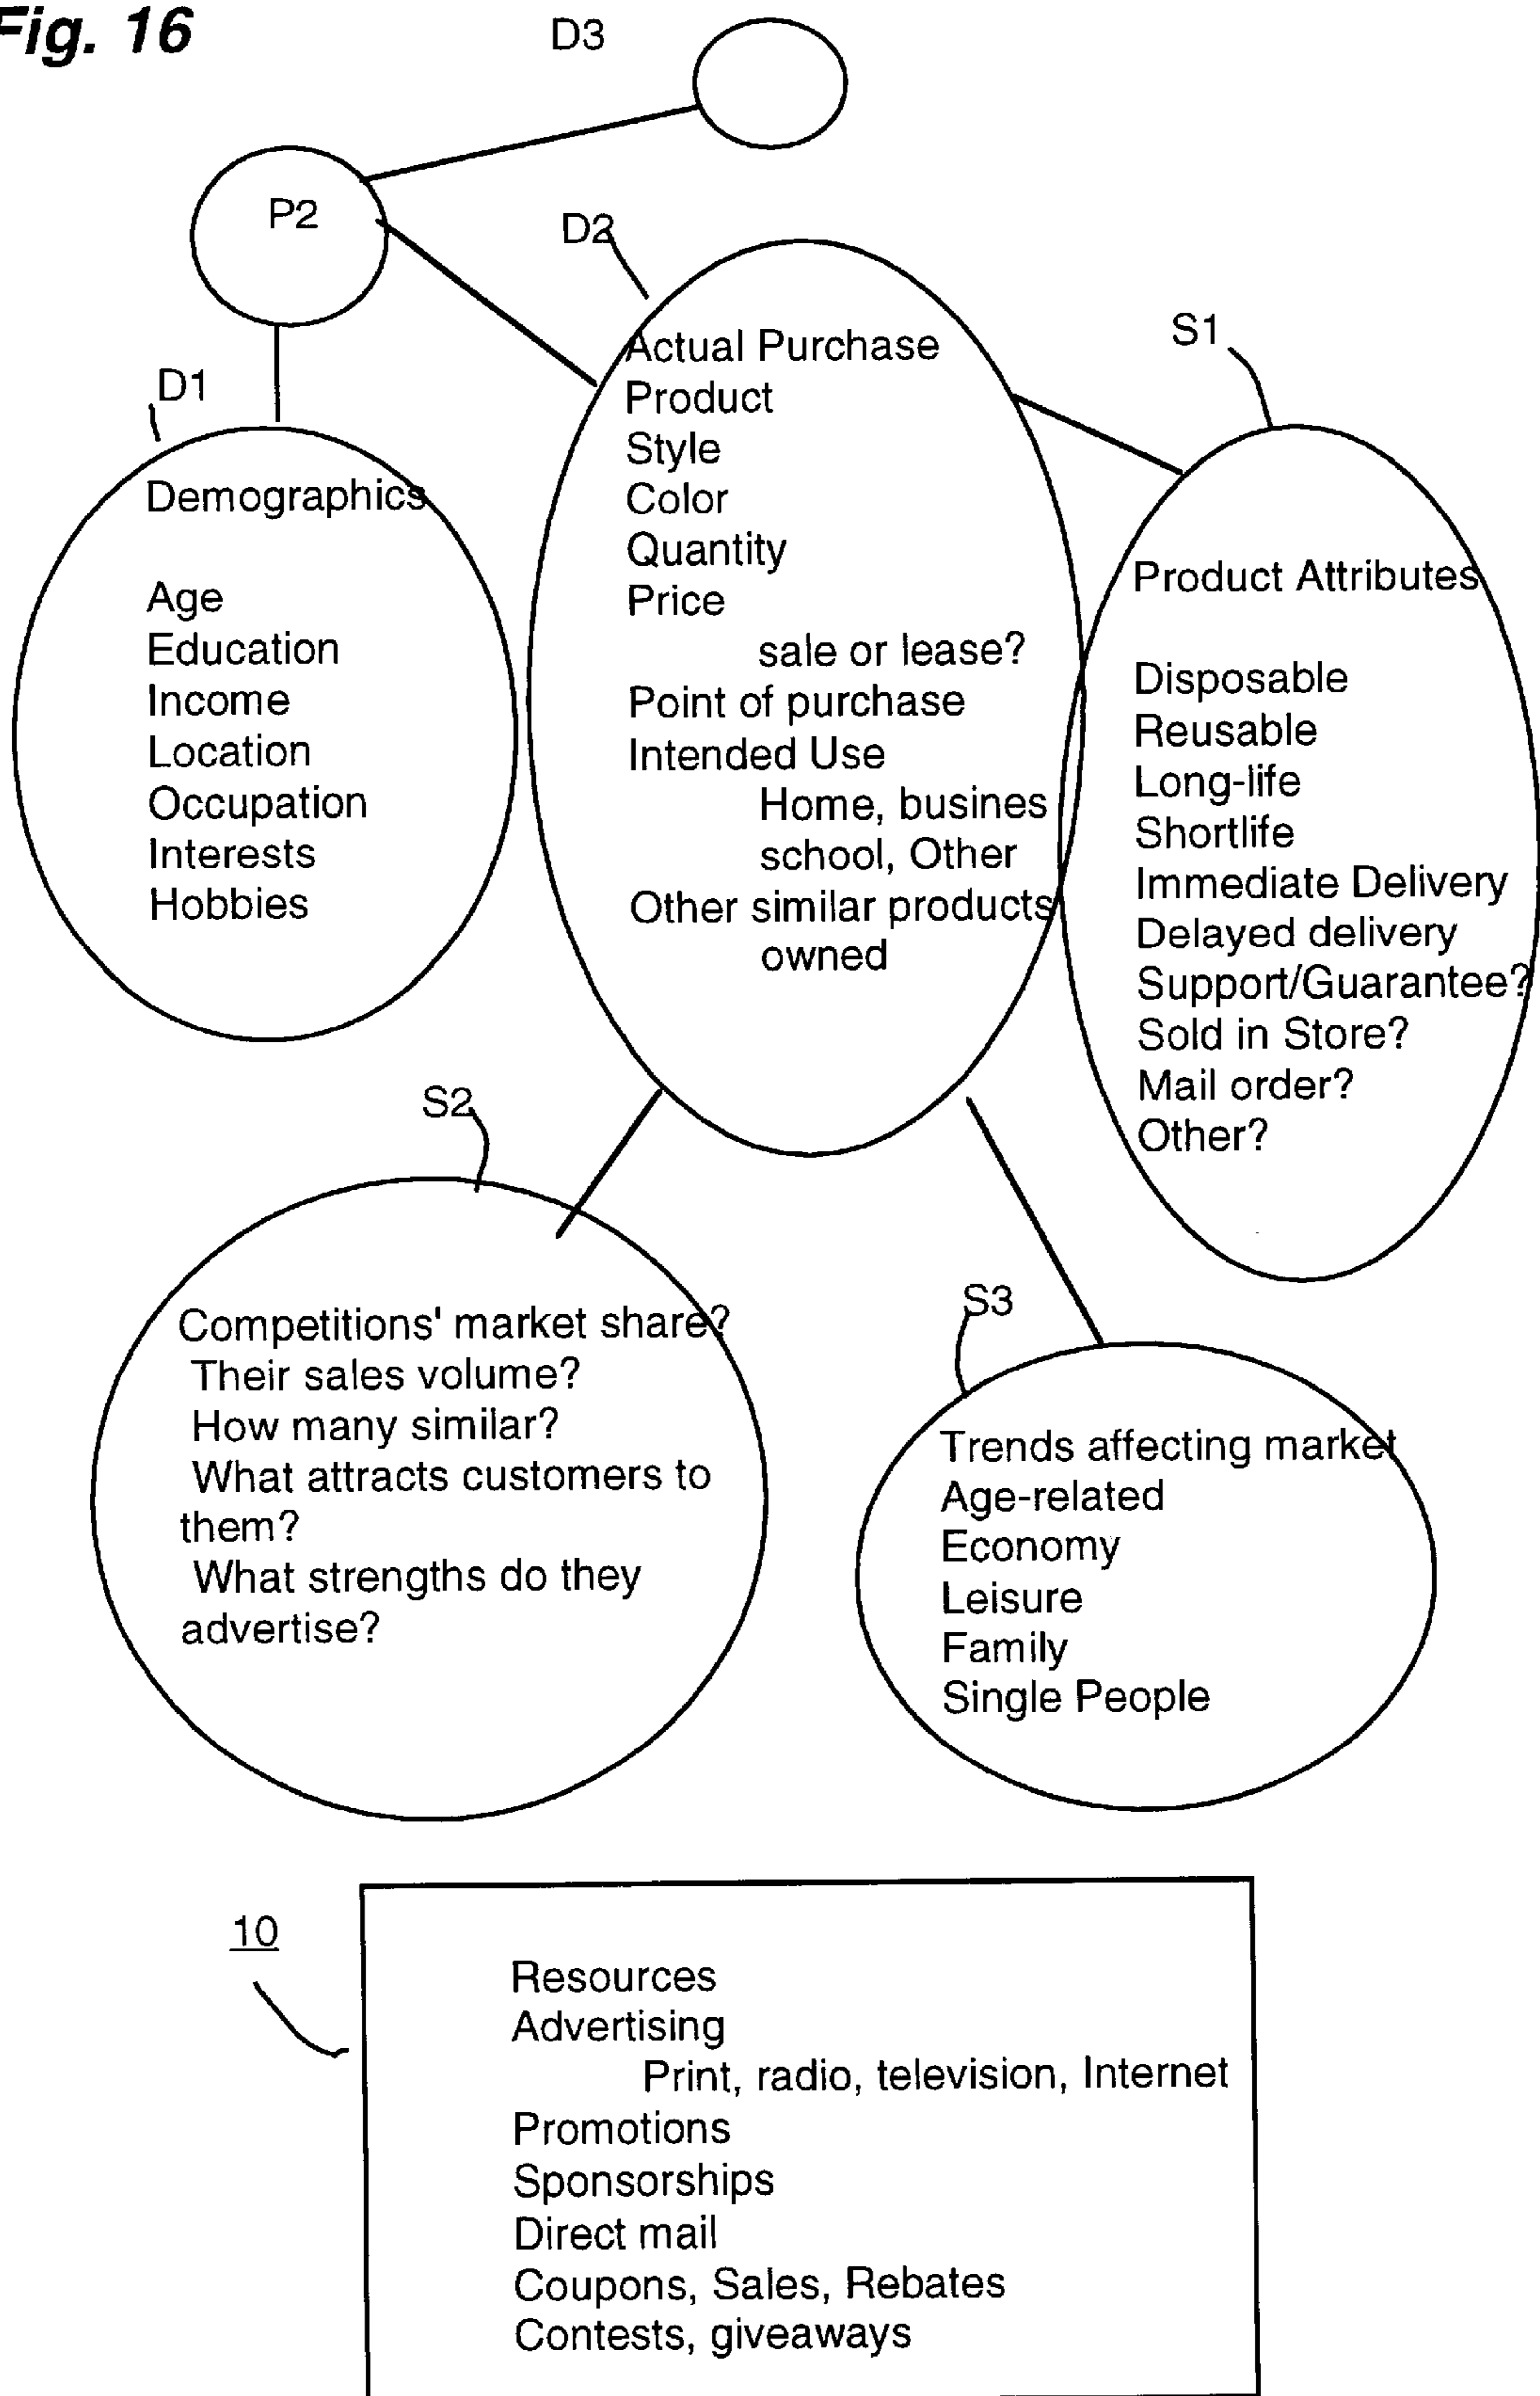 Fig. 16
D3
P2
D2
S1
D1
Demographics
Age
Education
Income
Location
Occupation
Interests
Hobbies
Actual Purchase
Product
Style
Color
Quantity
Price
sale or lease?
Point of purchase
Intended Use
Home, busines
school, Other
Other similar products
owned
Product Attributes
Disposable
Reusable
Long-life
Shortlife
Immediate Delivery
Delayed delivery
Support/Guarantee?
Sold in Store?
Mail order?
Other?
S2
Competitions' market share?
Their sales volume?
How many similar?
What attracts customers to
them?
What strengths do they
advertise?
S3
Trends affecting market
Age-related
Economy
Leisure
Family
Single People
10
Resources
Advertising
Print, radio, television, Internet
Promotions
Sponsorships
Direct mail
Coupons, Sales, Rebates
Contests, giveaways